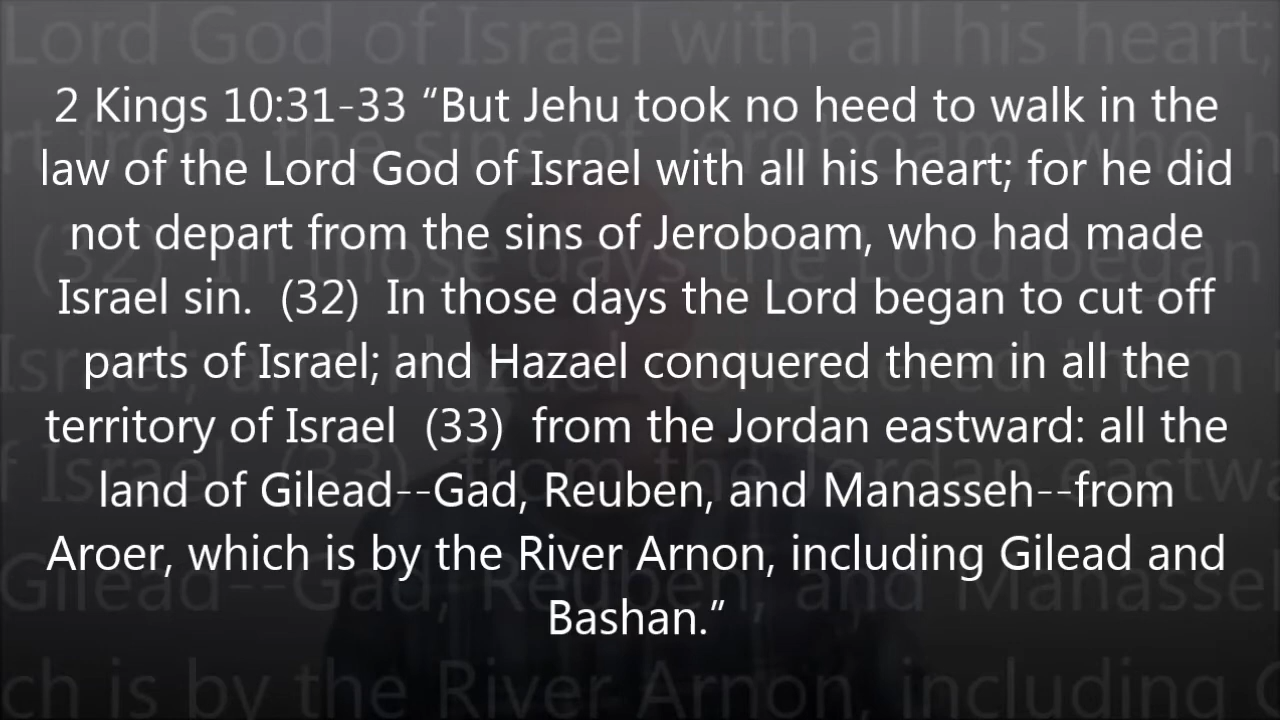 2 Kings 10:31-33 “But Jehu took no heed to walk in the
law of the Lord God of Israel with all his heart; for he did
not depart from the sins of Jeroboam, who had made
Israel sin.  (32)  In those days the Lord began to cut off
parts of Israel; and Hazael conquered them in all the
territory of Israel  (33)  from the Jordan eastward: all the
land of Gilead--Gad, Reuben, and Manasseh--from
Aroer, which is by the River Arnon, including Gilead and
Bashan.”